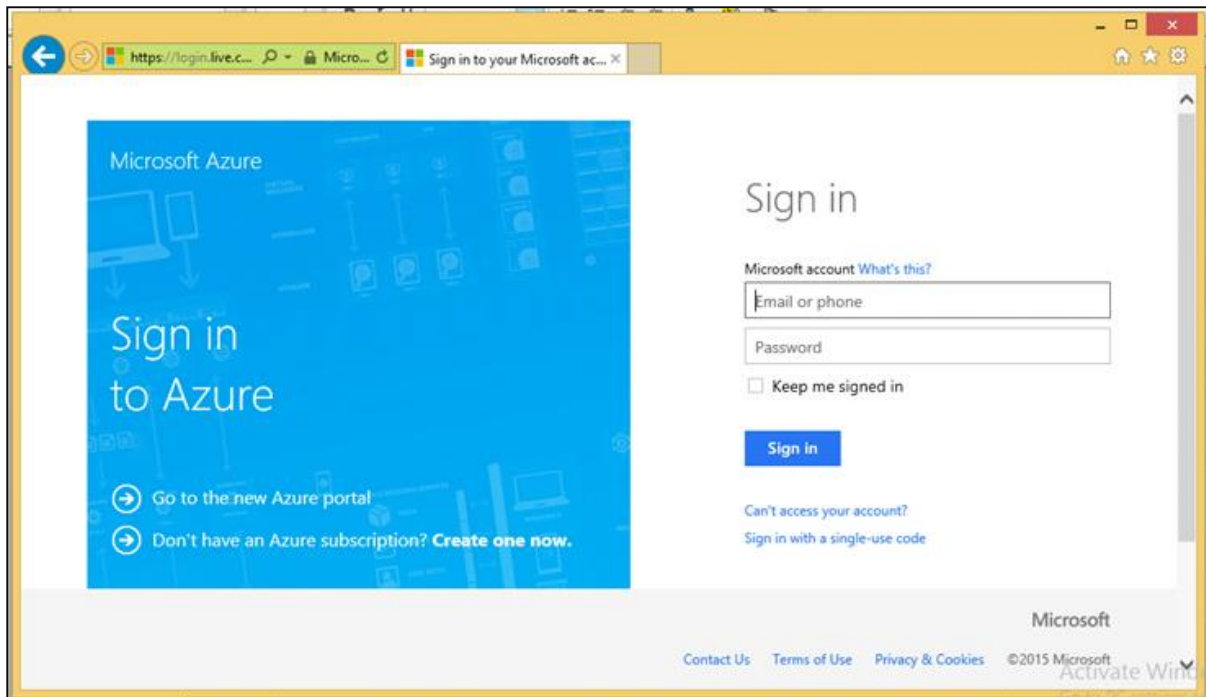 https://login.live.c... Micro... Sign in to your Microsoft ac...
Microsoft Azure
Sign in
to Azure
Go to the new Azure portal
Don't have an Azure subscription? Create one now.
Sign in
Microsoft account What's this?
Email or phone
Password
Keep me signed in
Sign in
Can't access your account?
Sign in with a single-use code
Microsoft
Contact Us Terms of Use Privacy & Cookies ©2015 Microsoft
Activate Wind